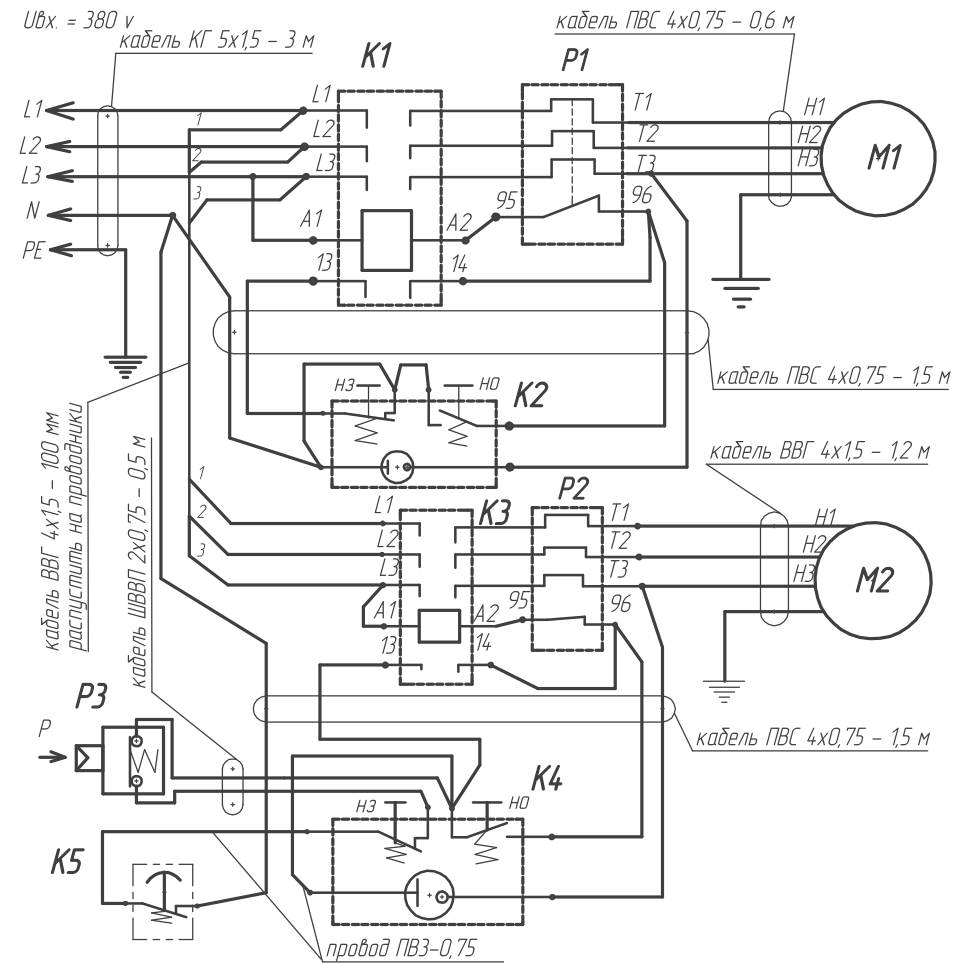 Uвх. = 380 v
кабель КГ 5х1,5 – 3 м
кабель ПВС 4х0,75 – 0,6 м
K1
P1
L1
L1
T1
H1
1
L2
L2
T2
H2
M1
2
L3
L3
T3
H3
3
N
A1
A2
95
96
PE
13
14
кабель ПВС 4х0,75 – 1,5 м
НЗ
НО
K2
кабель ВВГ 4х1,5 – 100 мм
распустить на проводники
кабель ШВВП 2х0,75 – 0,5 м
кабель ВВГ 4х1,5 – 1,2 м
1
2
3
L1
K3
P2
T1
H1
L2
T2
H2
L3
T3
H3
M2
A1
A2
95
96
13
14
P3
P
кабель ПВС 4х0,75 – 1,5 м
K4
НЗ
НО
K5
провод ПВ3-0,75